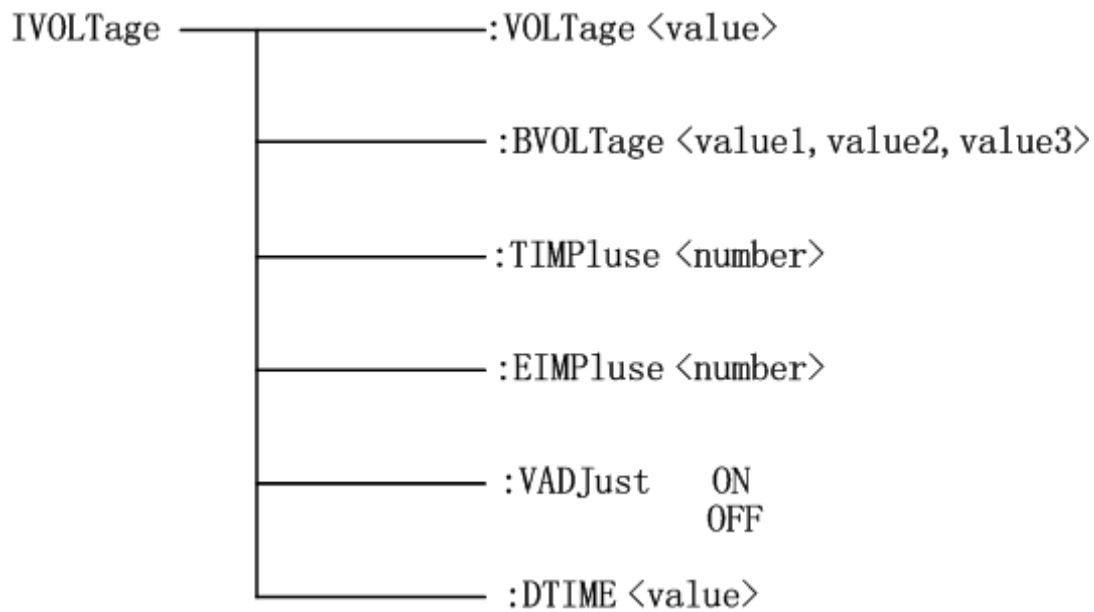 IVOLTage :VOLTage <value>
:BVOLTage <value1, value2, value3>
:TIMPluse <number>
:EIMPluse <number>
:VADJust ON
OFF
:DTIME <value>